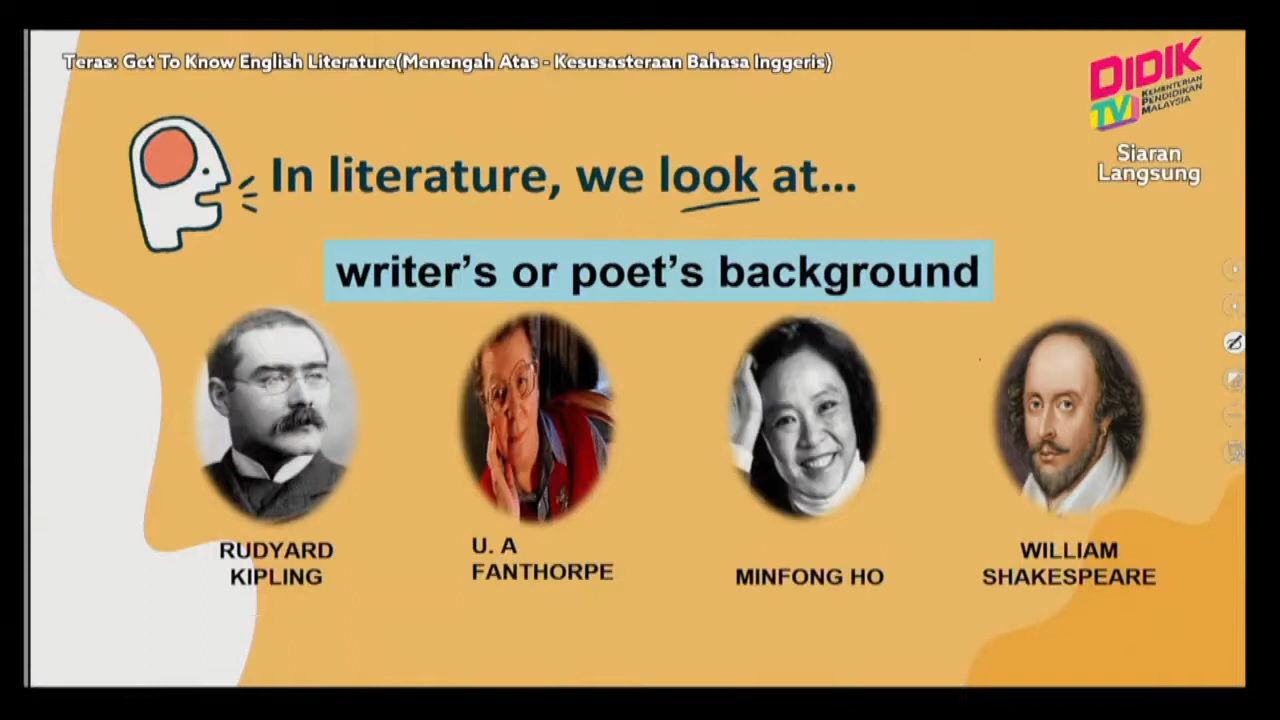 Teras: Get To Know English Literature(Menengah Atas - Kesusasteraan Bahasa Inggeris)
DIDIK
TV
KEMENTERIAN
PENDIDIKAN
MALAYSIA
Siaran
Langsung
In literature, we look at...
writer's or poet's background
RUDYARD
KIPLING
U. A
FANTHORPE
MINFONG HO
WILLIAM
SHAKESPEARE